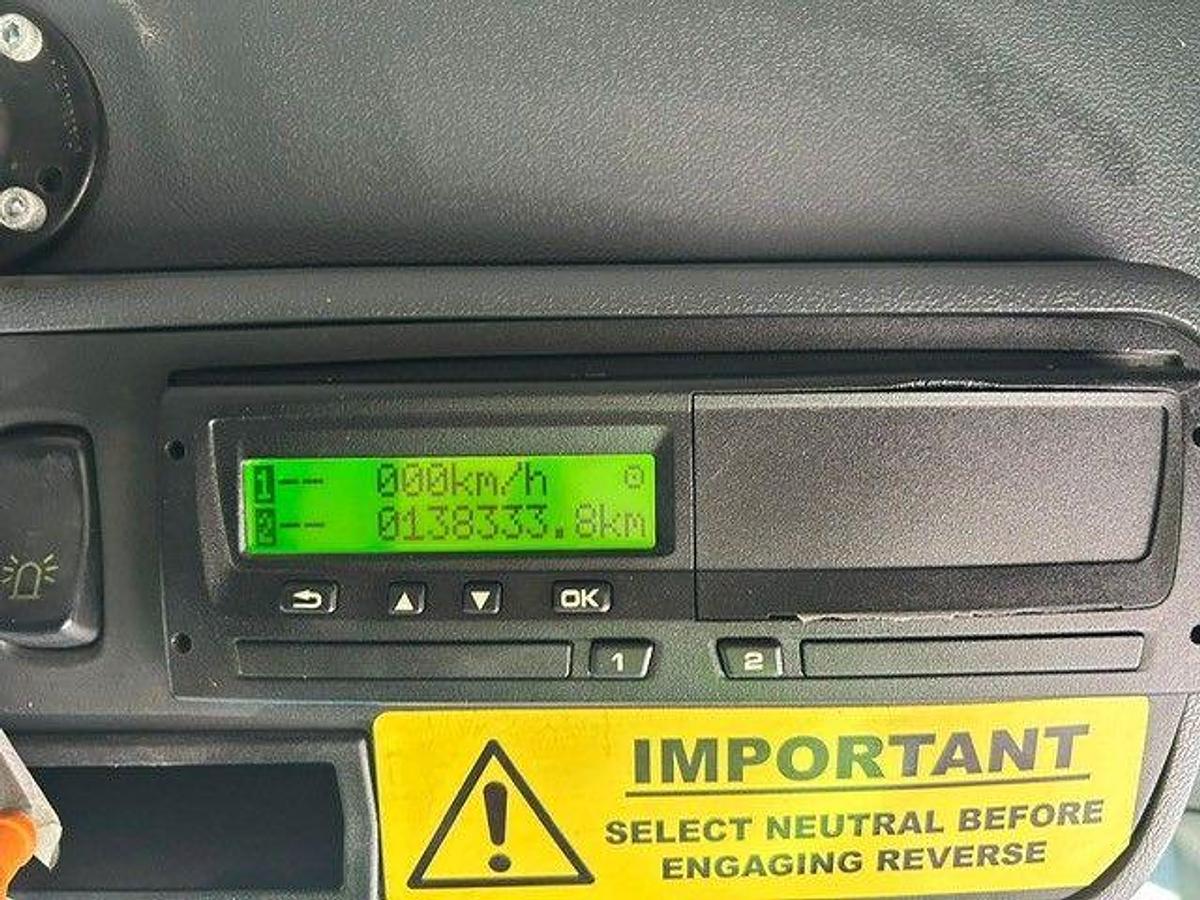 1-- 000km/h
2-- 0138333.8km
OK
1 2
IMPORTANT
SELECT NEUTRAL BEFORE
ENGAGING REVERSE